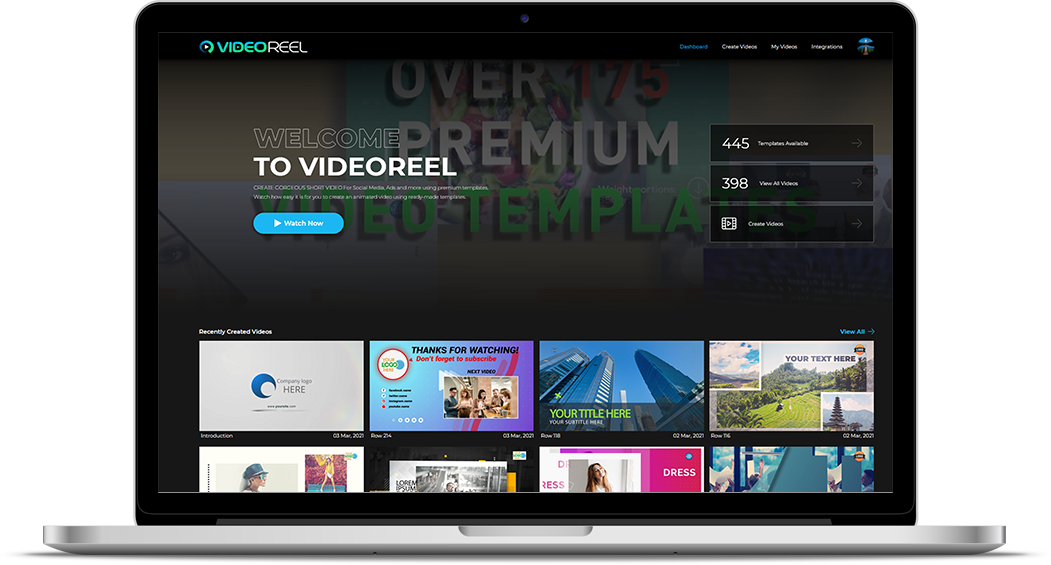 VIDEOREEL
Dashboard
Create Videos
My Videos
Integrations
OVER 175
PREMIUM
VIDEO TEMPLATES
Weight portions:
WELCOME
TO VIDEOREEL
CREATE GORGEOUS SHORT VIDEO For Social Media, Ads and more using premium templates.
Watch how easy it is for you to create an animated video using ready-made templates.
Watch Now
445 Templates Available
398 View All Videos
Create Videos
Recently Created Videos
View All
Company logo
HERE
www.yoursite.com
Introduction
03 Mar, 2021
YOUR
LOGO
HERE
THANKS FOR WATCHING!
Don't forget to subscribe
NEXT VIDEO
facebook.name
twitter.name
instagram.name
youtube.name
Row 214
03 Mar, 2021
YOUR TITLE HERE
YOUR SUBTITLE HERE
Row 118
02 Mar, 2021
YOUR TEXT HERE
Row 116
02 Mar, 2021
LOREM
IPSUM
DRESS